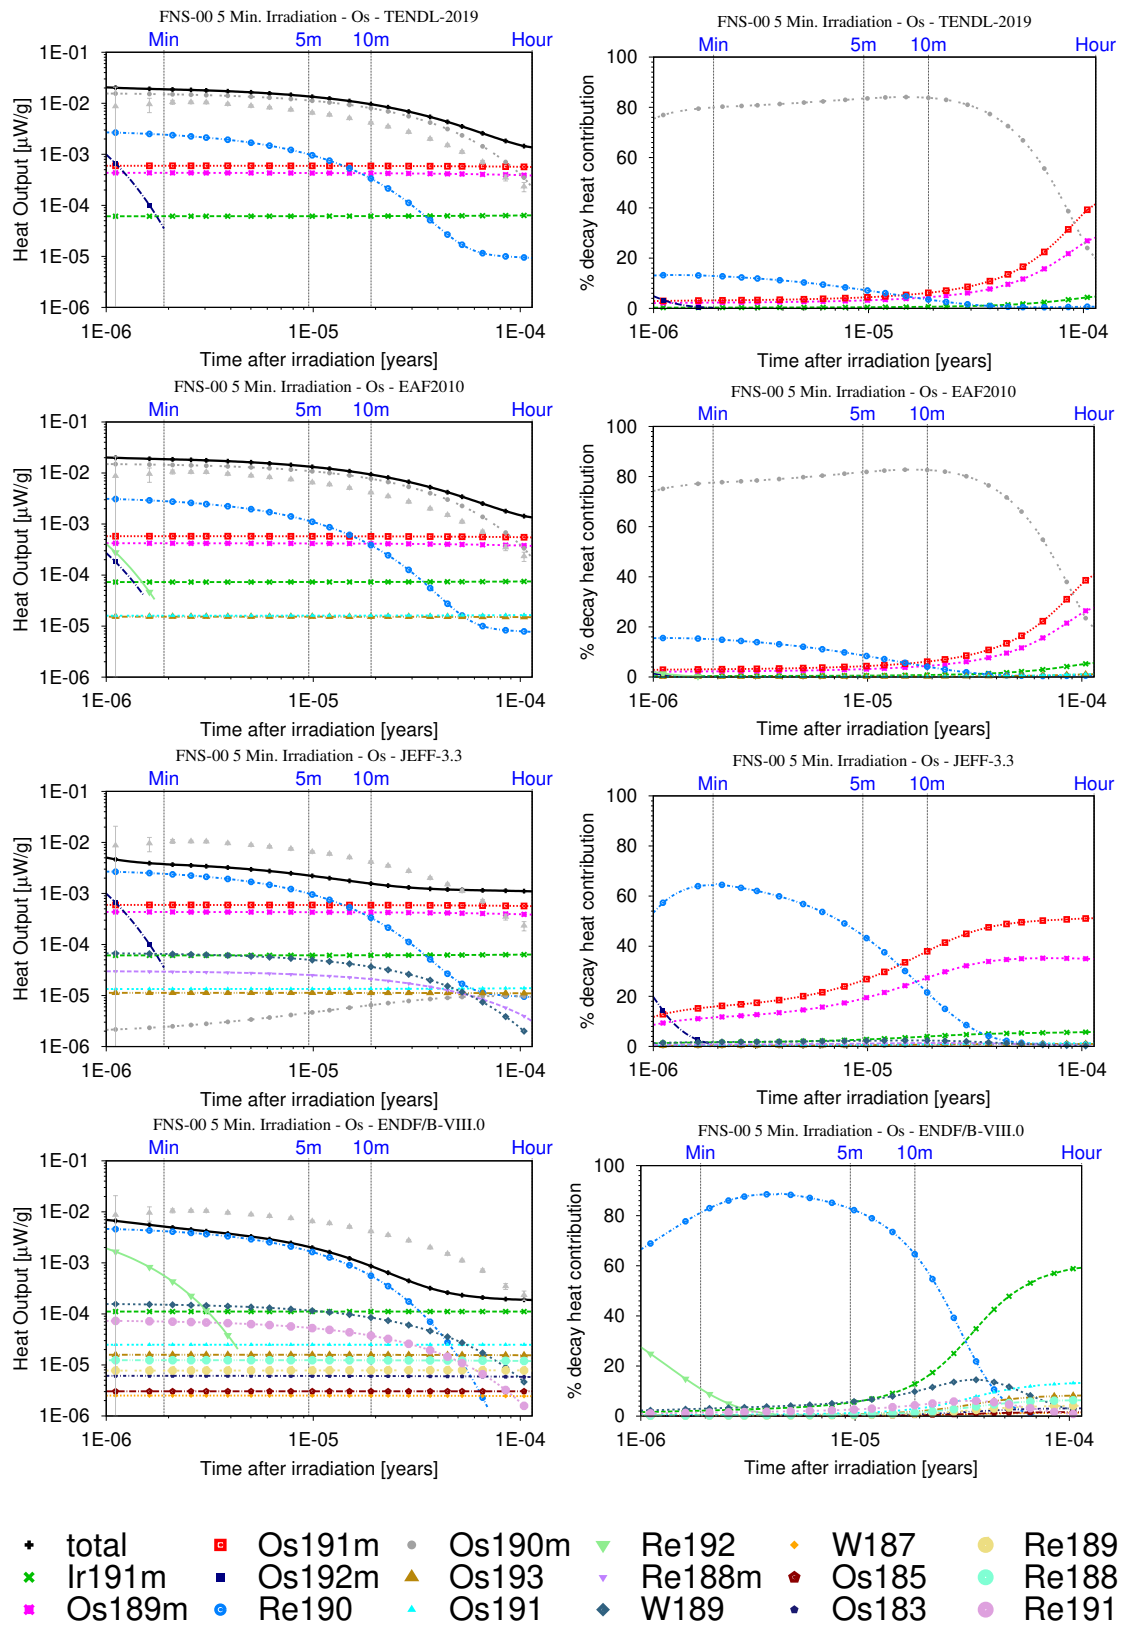 FNS-00 5 Min. Irradiation - Os - TENDL-2019
Min 5m 10m Hour
1E-01
1E-02
1E-03
1E-04
1E-05
1E-06
Heat Output [µW/g]
1E-06 1E-05 1E-04
Time after irradiation [years]
FNS-00 5 Min. Irradiation - Os - TENDL-2019
Min 5m 10m Hour
100
80
60
40
20
0
% decay heat contribution
1E-06 1E-05 1E-04
Time after irradiation [years]
FNS-00 5 Min. Irradiation - Os - EAF2010
Min 5m 10m Hour
1E-01
1E-02
1E-03
1E-04
1E-05
1E-06
Heat Output [µW/g]
1E-06 1E-05 1E-04
Time after irradiation [years]
FNS-00 5 Min. Irradiation - Os - EAF2010
Min 5m 10m Hour
100
80
60
40
20
0
% decay heat contribution
1E-06 1E-05 1E-04
Time after irradiation [years]
FNS-00 5 Min. Irradiation - Os - JEFF-3.3
Min 5m 10m Hour
1E-01
1E-02
1E-03
1E-04
1E-05
1E-06
Heat Output [µW/g]
1E-06 1E-05 1E-04
Time after irradiation [years]
FNS-00 5 Min. Irradiation - Os - JEFF-3.3
Min 5m 10m Hour
100
80
60
40
20
0
% decay heat contribution
1E-06 1E-05 1E-04
Time after irradiation [years]
FNS-00 5 Min. Irradiation - Os - ENDF/B-VIII.0
Min 5m 10m Hour
1E-01
1E-02
1E-03
1E-04
1E-05
1E-06
Heat Output [µW/g]
1E-06 1E-05 1E-04
Time after irradiation [years]
FNS-00 5 Min. Irradiation - Os - ENDF/B-VIII.0
Min 5m 10m Hour
100
80
60
40
20
0
% decay heat contribution
1E-06 1E-05 1E-04
Time after irradiation [years]
total Os191m Os190m Re192 W187 Re189
Ir191m Os192m Os193 Re188m Os185 Re188
Os189m Re190 Os191 W189 Os183 Re191